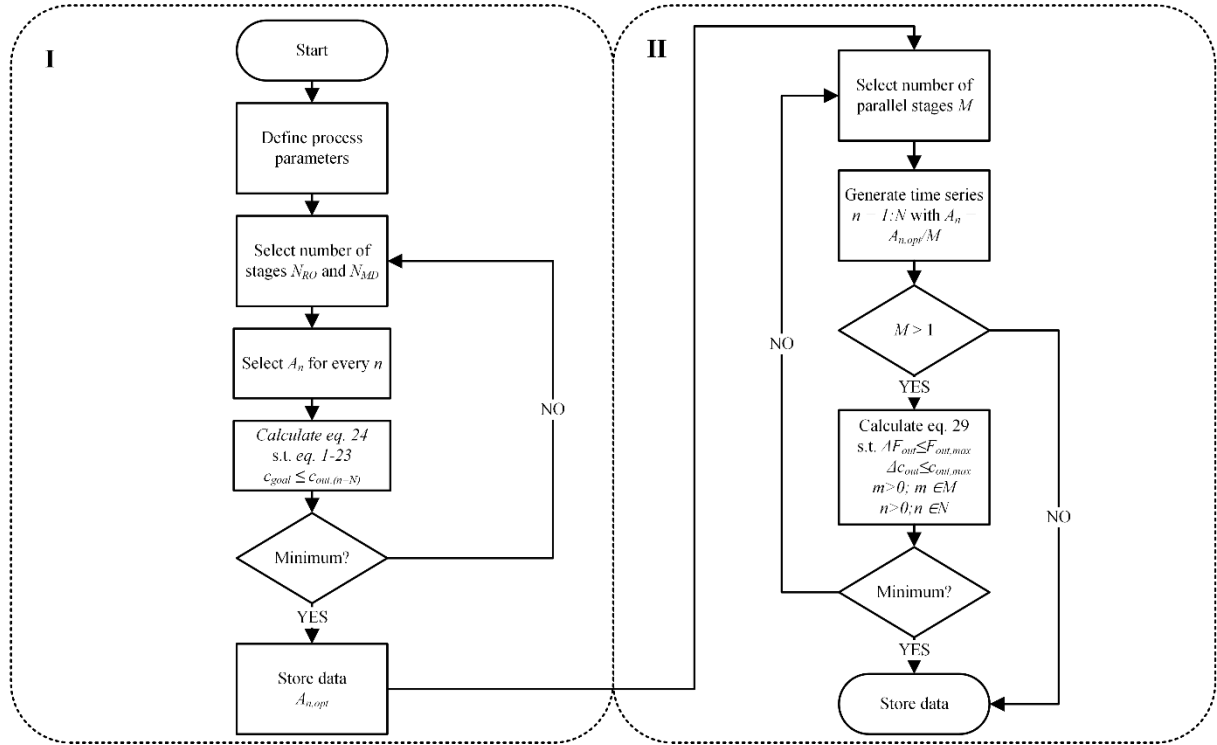 I
Start
Define process
parameters
Select number of
stages N_RO and N_MD
Select A_n for every n
Calculate eq. 24
s.t. eq. 1-23
c_goal ≤ c_out,(n=N)
NO
Minimum?
YES
Store data
A_n,opt
II
Select number of
parallel stages M
Generate time series
n = 1:N with A_n =
A_n,opt/M
M > 1
NO
YES
Calculate eq. 29
s.t. ΔF_out≤F_out,max
Δc_out≤c_out,max
m>0; m ∈M
n>0;n ∈N
NO
Minimum?
YES
Store data